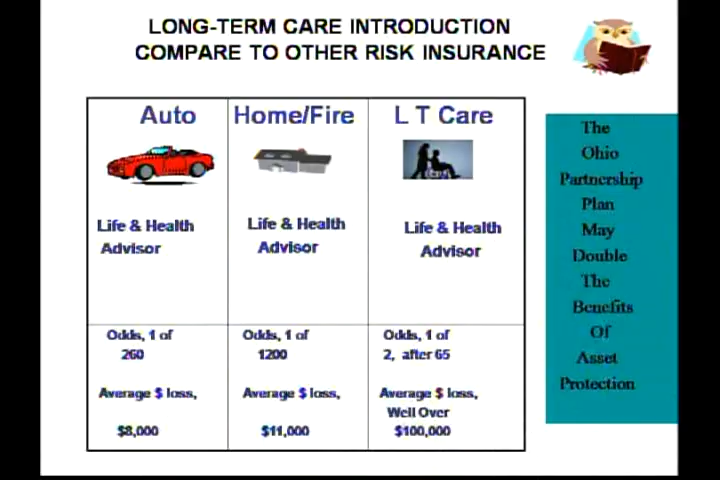 LONG-TERM CARE INTRODUCTION
COMPARE TO OTHER RISK INSURANCE
Auto
Life & Health
Advisor
Odds, 1 of
260
Average $ loss,
$8,000
Home/Fire
Life & Health
Advisor
Odds, 1 of
1200
Average $ loss,
$11,000
L T Care
Life & Health
Advisor
Odds, 1 of
2, after 65
Average $ loss,
Well Over
$100,000
The
Ohio
Partnership
Plan
May
Double
The
Benefits
Of
Asset
Protection